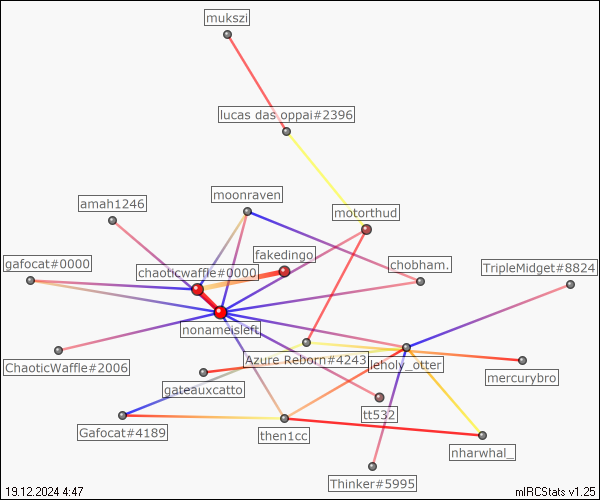 mukszi
lucas das oppai#2396
moonraven
amah1246
motorthud
fakedingo
gafocat#0000
chaoticwaffle#0000
chobham.
TripleMidget#8824
nonameisleft
ChaoticWaffle#2006
Azure Reborn#4243
leholy_otter
mercurybro
gateauxcatto
tt532
Gafocat#4189
then1cc
nharwhal_
Thinker#5995
19.12.2024 4:47
mIRCStats v1.25